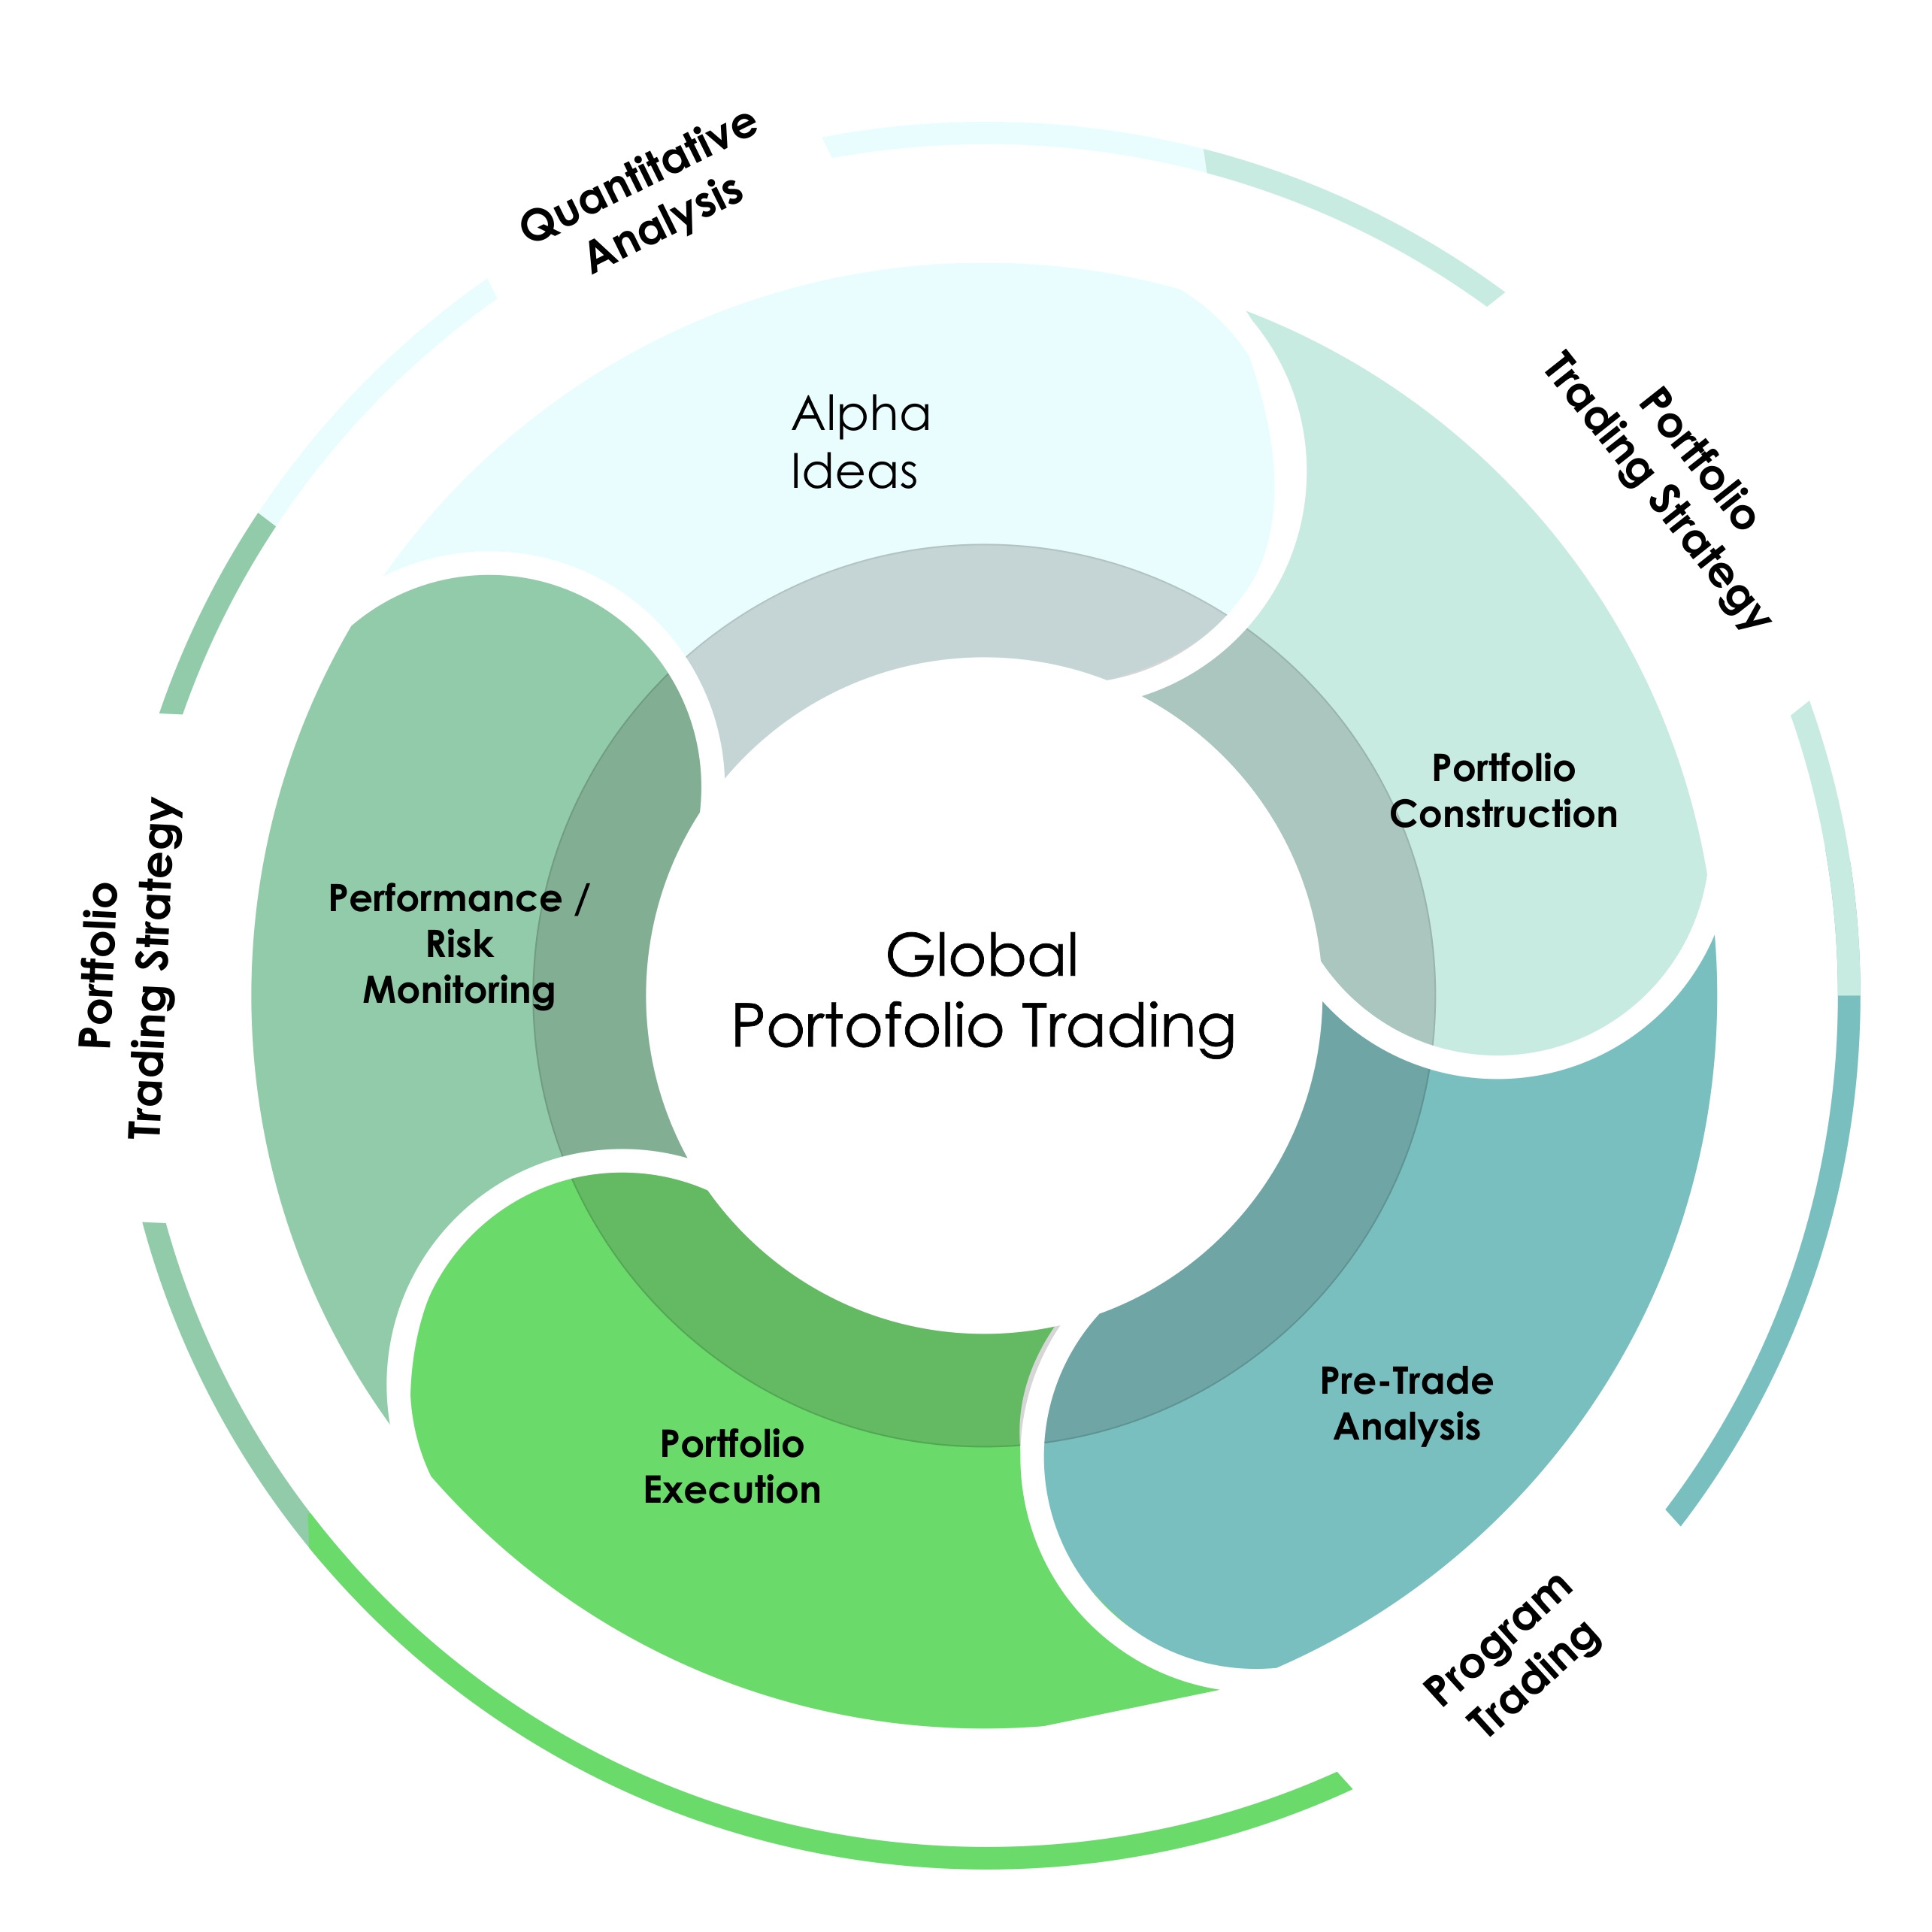 Quantitative
Analysis
Portfolio
Trading Strategy
Alpha
Ideas
Portfolio
Construction
Performance /
Risk
Monitoring
Portfolio
Trading Strategy
Global
Portofolio Trading
Pre-Trade
Analysis
Portfolio
Execution
Program
Trading